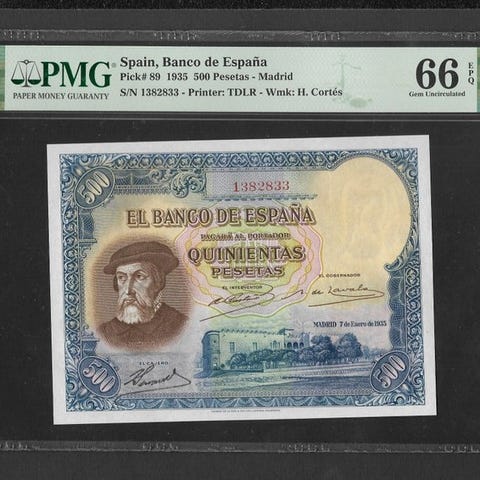 PMG
PAPER MONEY GUARANTY
Spain, Banco de España
Pick# 89 1935 500 Pesetas - Madrid
S/N 1382833 - Printer: TDLR - Wmk: H. Cortés
66 EPQ
Gem Uncirculated
500
1382833
EL BANCO DE ESPAÑA
PAGARÁ AL PORTADOR
QUINIENTAS
PESETAS
EL INTERVENTOR
EL GOBERNADOR
MADRID 7 de Enero de 1935
EL CAJERO
500
500